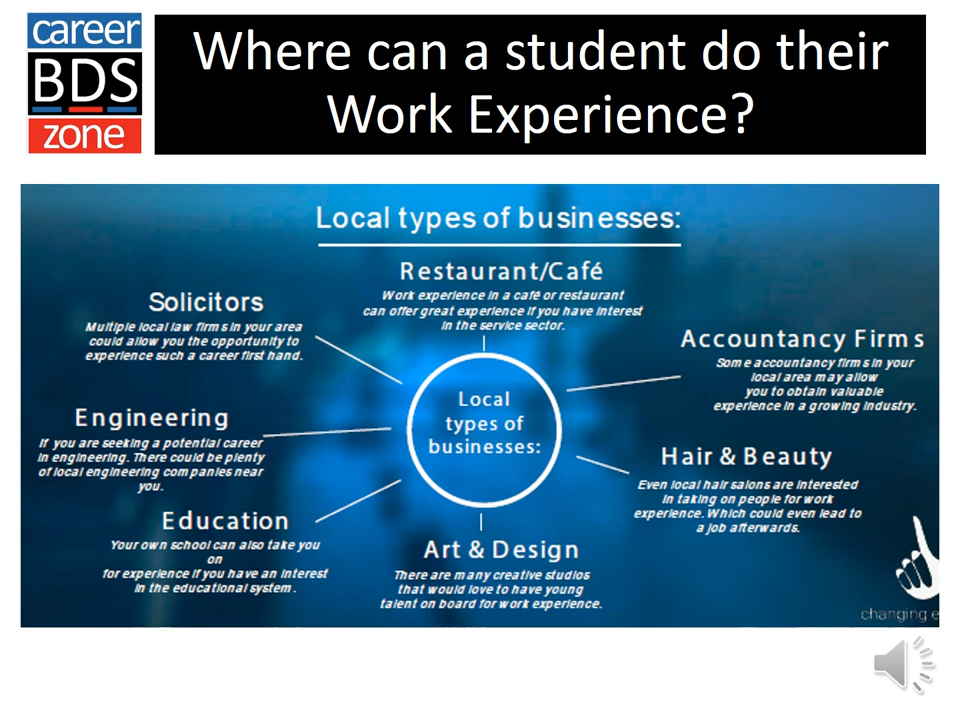 career
BDS
zone
Where can a student do their
Work Experience?
Local types of businesses:
Restaurant/Café
Work experience in a café or restaurant
can offer great experience if you have interest
in the service sector.
Solicitors
Multiple local law firms in your area
could allow you the opportunity to
experience such a career first hand.
Accountancy Firms
Some accountancy firms in your
local area may allow
you to obtain valuable
experience in a growing industry.
Local
types of
businesses:
Engineering
If you are seeking a potential career
in engineering. There could be plenty
of local engineering companies near
you.
Hair & Beauty
Even local hair salons are interested
in taking on people for work
experience. Which could even lead to
a job afterwards.
Education
Your own school can also take you
on
for experience if you have an interest
in the educational system.
Art & Design
There are many creative studios
that would love to have young
talent on board for work experience.
changing e